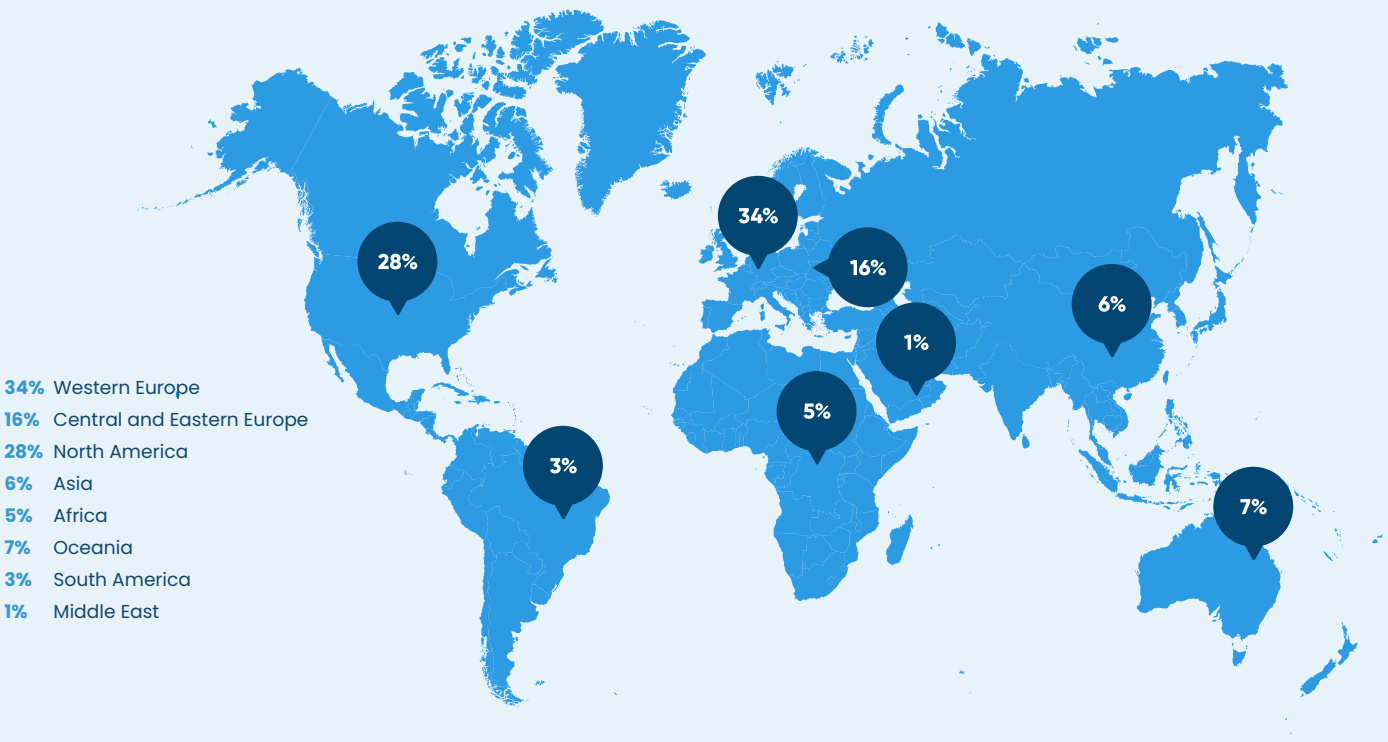 34%
28%
16%
6%
1%
5%
3%
7%
34% Western Europe
16% Central and Eastern Europe
28% North America
6% Asia
5% Africa
7% Oceania
3% South America
1% Middle East